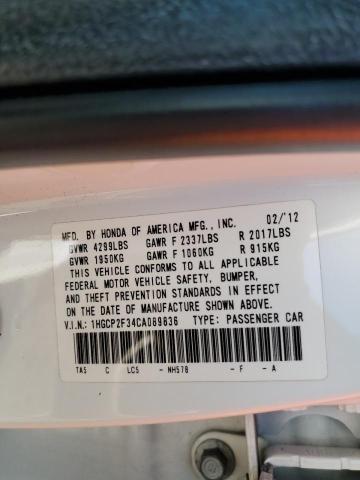 MFD. BY HONDA OF AMERICA MFG., INC. 02/'12
GVWR 4299LBS GAWR F 2337LBS R 2017LBS
GVWR 1950KG GAWR F 1060KG R 915KG
THIS VEHICLE CONFORMS TO ALL APPLICABLE
FEDERAL MOTOR VEHICLE SAFETY, BUMPER,
AND THEFT PREVENTION STANDARDS IN EFFECT
ON THE DATE OF MANUFACTURE SHOWN ABOVE.
V.I.N.: 1HGCP2F34CA089836 TYPE: PASSENGER CAR
TA5 C LC5 - NH578 - F - A